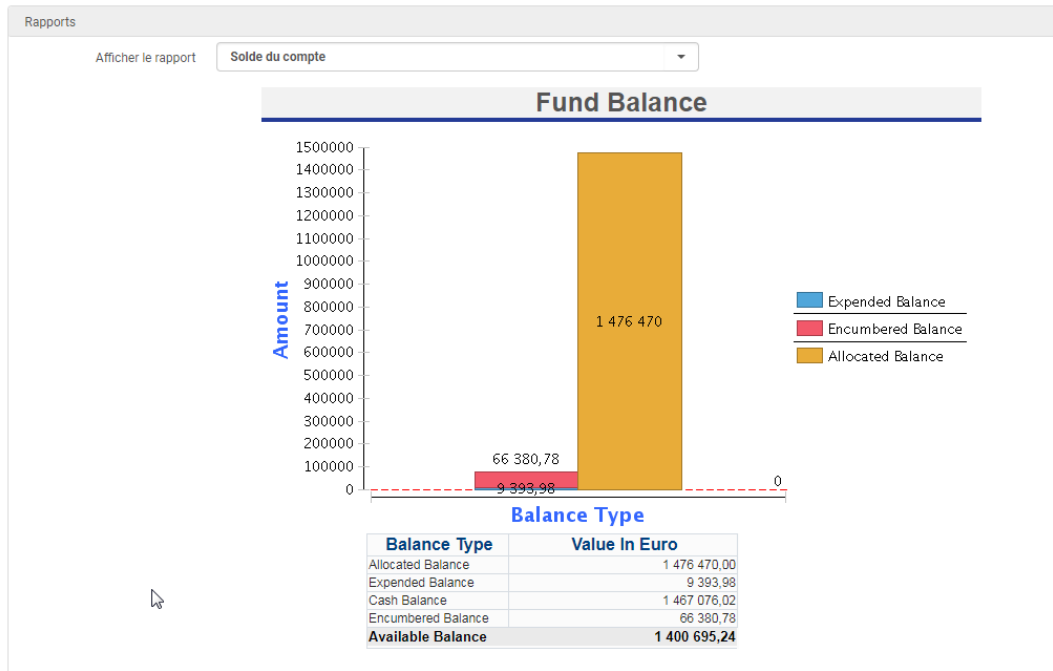 Rapports
Afficher le rapport Solde du compte
Fund Balance
1500000
1400000
1300000
1200000
1100000
1000000
900000
800000
700000
600000
500000
400000
300000
200000
100000
0
Amount
1 476 470
66 380,78
9 393,98
0
Expended Balance
Encumbered Balance
Allocated Balance
Balance Type
Balance Type Value In Euro
Allocated Balance 1 476 470,00
Expended Balance 9 393,98
Cash Balance 1 467 076,02
Encumbered Balance 66 380,78
Available Balance 1 400 695,24